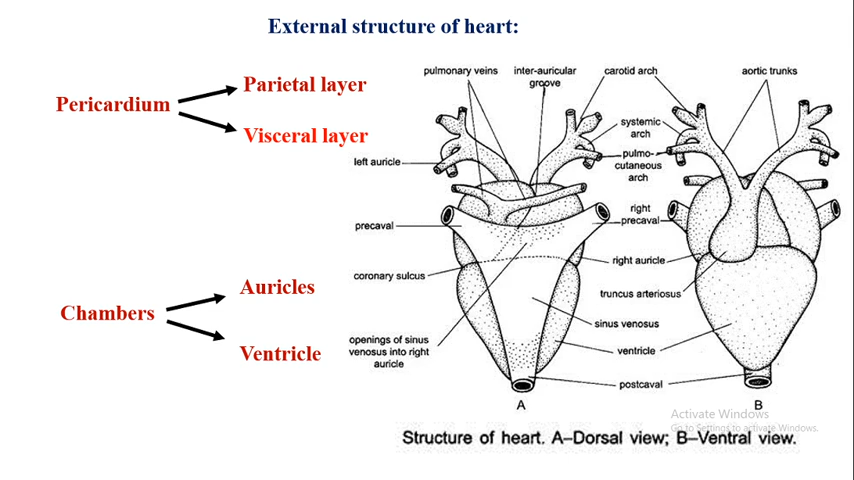 External structure of heart:
Pericardium
Parietal layer
Visceral layer
Chambers
Auricles
Ventricle
pulmonary veins
inter-auricular
groove
carotid arch
aortic trunks
systemic
arch
left auricle
pulmo-
cutaneous
arch
right
precaval
precaval
right auricle
coronary sulcus
truncus arteriosus
sinus venosus
openings of sinus
venosus into right
auricle
ventricle
postcaval
A
B
Activate Windows
Go to Settings to activate Windows.
Structure of heart. A–Dorsal view; B–Ventral view.